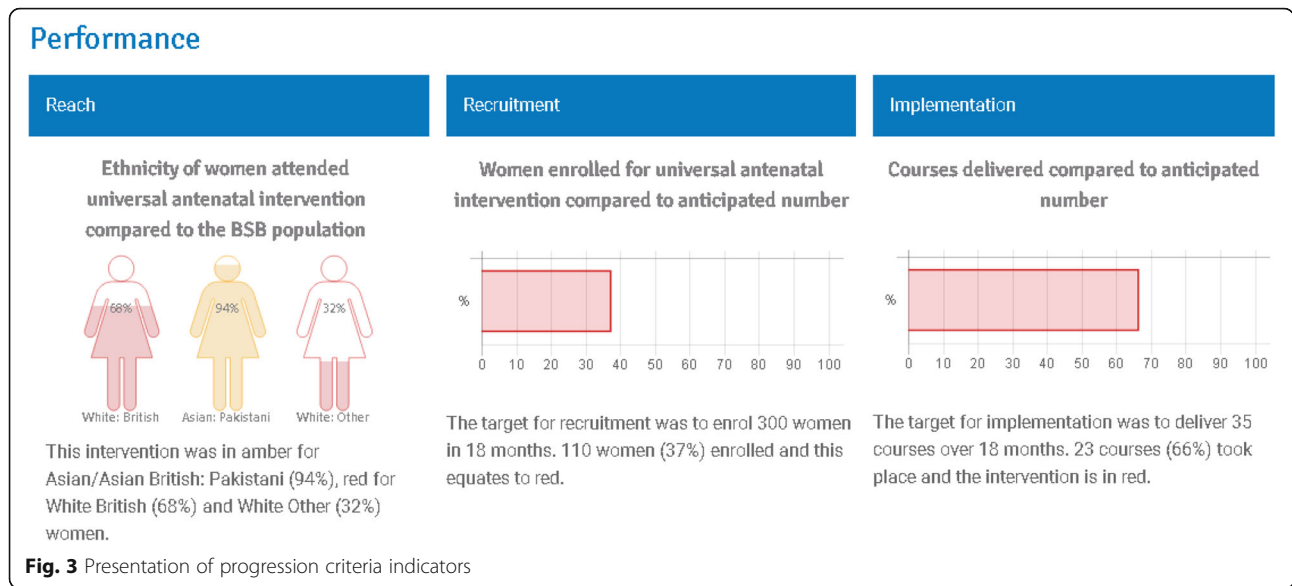 Performance
Reach
Ethnicity of women attended
universal antenatal intervention
compared to the BSB population
68%
94%
32%
White: British
Asian: Pakistani
White: Other
This intervention was in amber for
Asian/Asian British: Pakistani (94%), red for
White British (68%) and White Other (32%)
women.
Recruitment
Women enrolled for universal antenatal
intervention compared to anticipated number
%
0 10 20 30 40 50 60 70 80 90 100
The target for recruitment was to enrol 300 women
in 18 months. 110 women (37%) enrolled and this
equates to red.
Implementation
Courses delivered compared to anticipated
number
%
0 10 20 30 40 50 60 70 80 90 100
The target for implementation was to deliver 35
courses over 18 months. 23 courses (66%) took
place and the intervention is in red.
Fig. 3 Presentation of progression criteria indicators